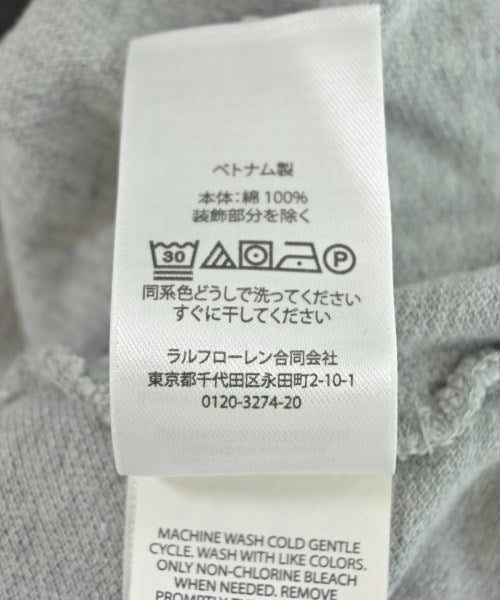 ベトナム製
本体：綿 100%
装飾部分を除く
30 P
同系色どうしで洗ってください
すぐに干してください
ラルフローレン合同会社
東京都千代田区永田町2-10-1
0120-3274-20
MACHINE WASH COLD GENTLE
CYCLE. WASH WITH LIKE COLORS.
ONLY NON-CHLORINE BLEACH
WHEN NEEDED. REMOVE
PROMPTLY